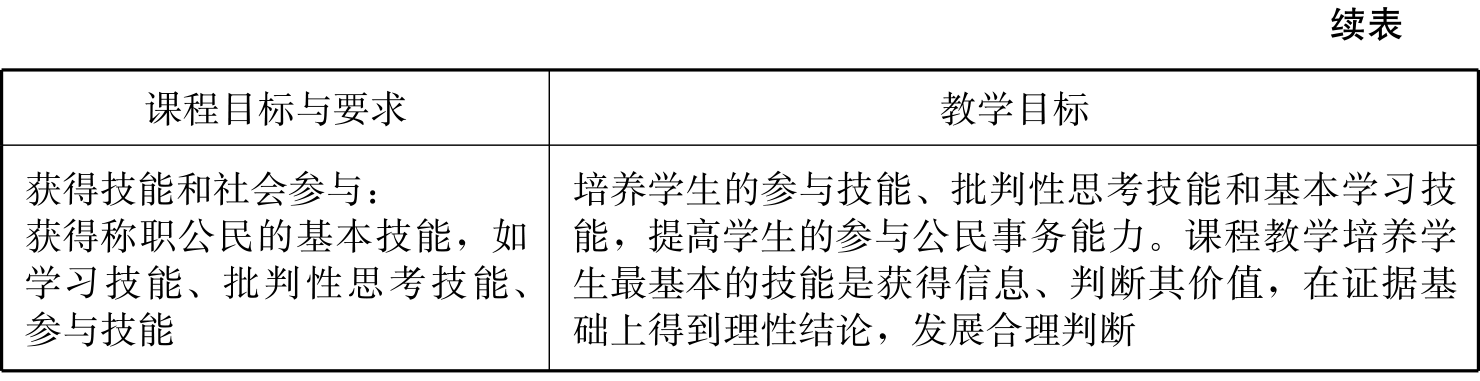 续表
课程目标与要求
教学目标
获得技能和社会参与：
获得称职公民的基本技能，如
学习技能、批判性思考技能、
参与技能
培养学生的参与技能、批判性思考技能和基本学习技
能，提高学生的参与公民事务能力。课程教学培养学
生最基本的技能是获得信息、判断其价值，在证据基
础上得到理性结论，发展合理判断